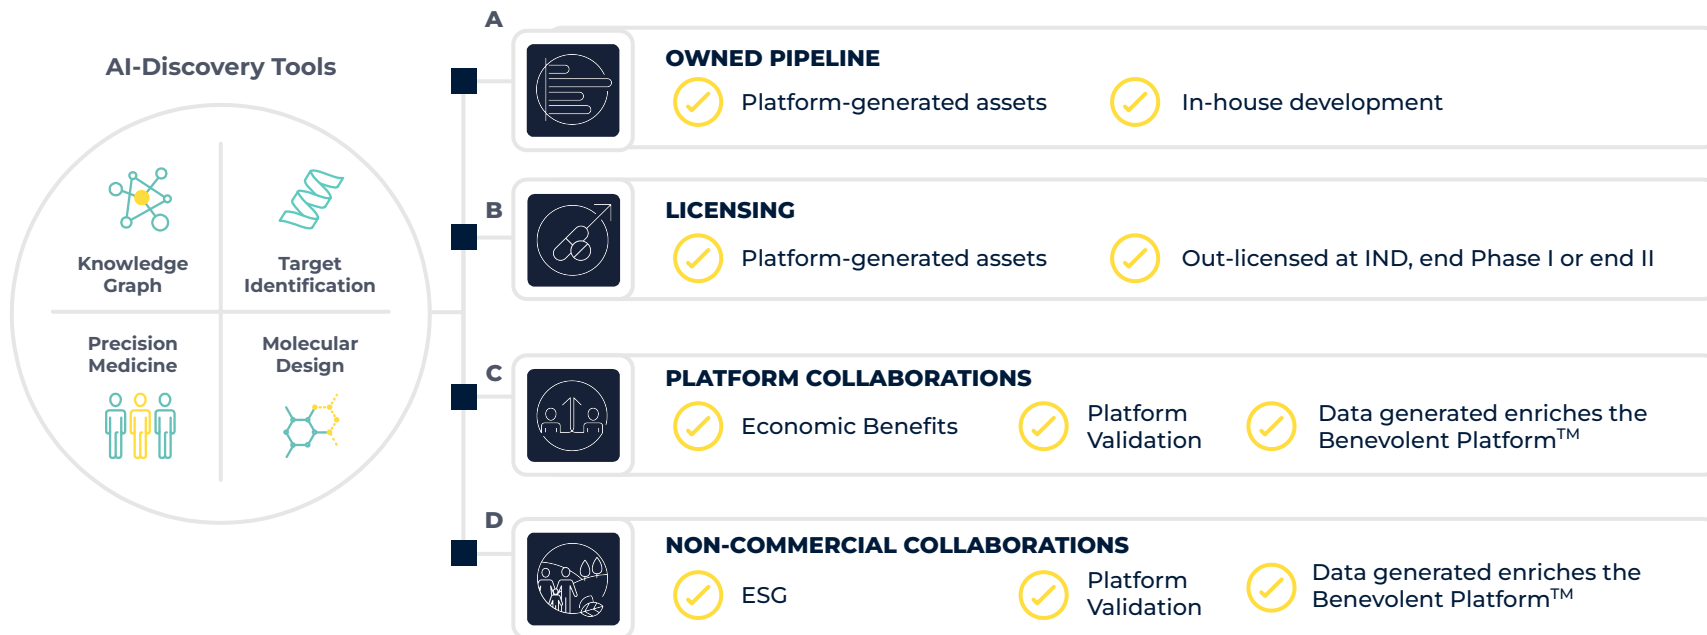 AI-Discovery Tools
Knowledge
Graph
Target
Identification
Precision
Medicine
Molecular
Design
A
OWNED PIPELINE
Platform-generated assets
In-house development
B
LICENSING
Platform-generated assets
Out-licensed at IND, end Phase I or end II
C
PLATFORM COLLABORATIONS
Economic Benefits
Platform
Validation
Data generated enriches the
Benevolent Platform™
D
NON-COMMERCIAL COLLABORATIONS
ESG
Platform
Validation
Data generated enriches the
Benevolent Platform™